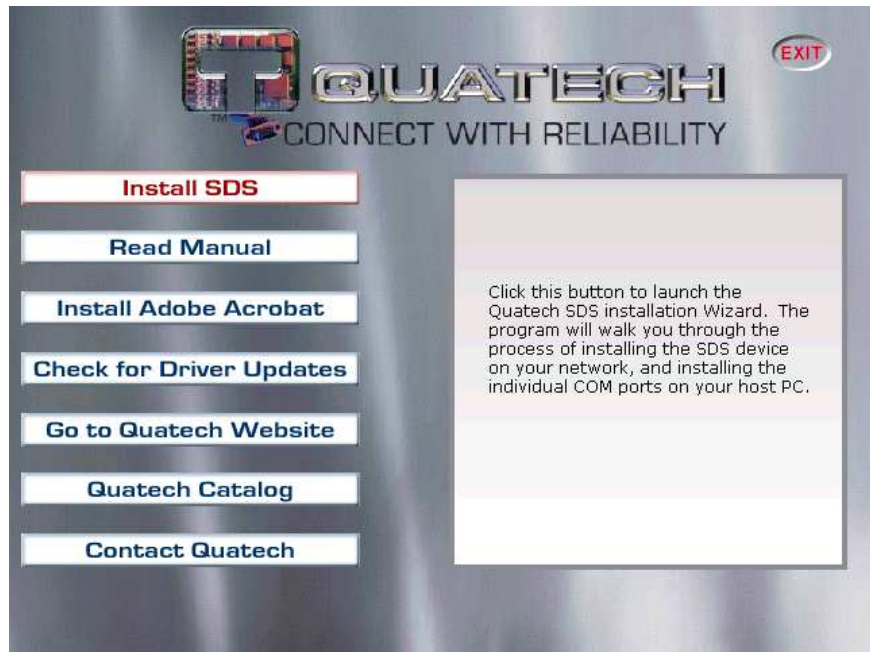 EXIT
QUATECH
TM
CONNECT WITH RELIABILITY
Install SDS
Read Manual
Install Adobe Acrobat
Check for Driver Updates
Go to Quatech Website
Quatech Catalog
Contact Quatech
Click this button to launch the
Quatech SDS installation Wizard. The
program will walk you through the
process of installing the SDS device
on your network, and installing the
individual COM ports on your host PC.